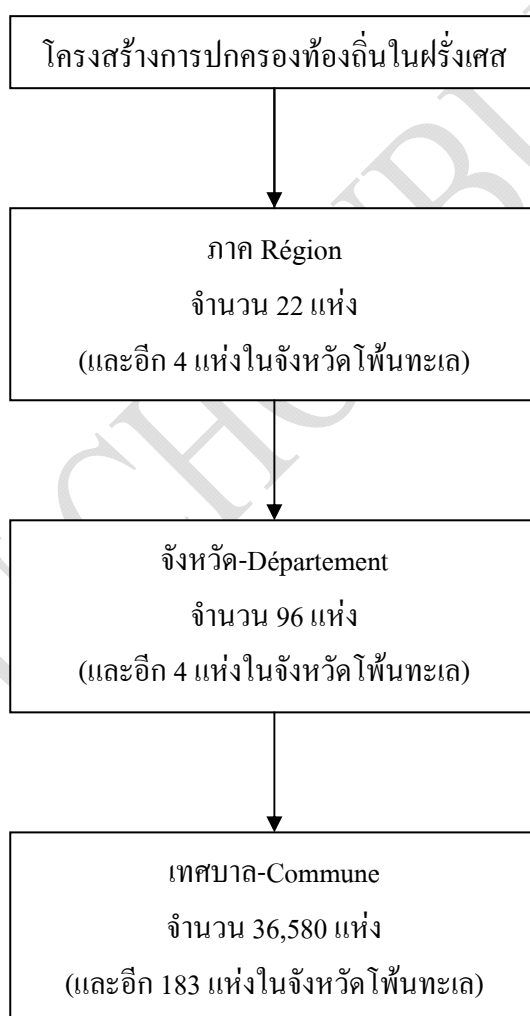 โครงสร้างการปกครองท้องถิ่นในฝรั่งเศส
ภาค Région
จำนวน 22 แห่ง
(และอีก 4 แห่งในจังหวัดโพ้นทะเล)
จังหวัด-Département
จำนวน 96 แห่ง
(และอีก 4 แห่งในจังหวัดโพ้นทะเล)
เทศบาล-Commune
จำนวน 36,580 แห่ง
(และอีก 183 แห่งในจังหวัดโพ้นทะเล)